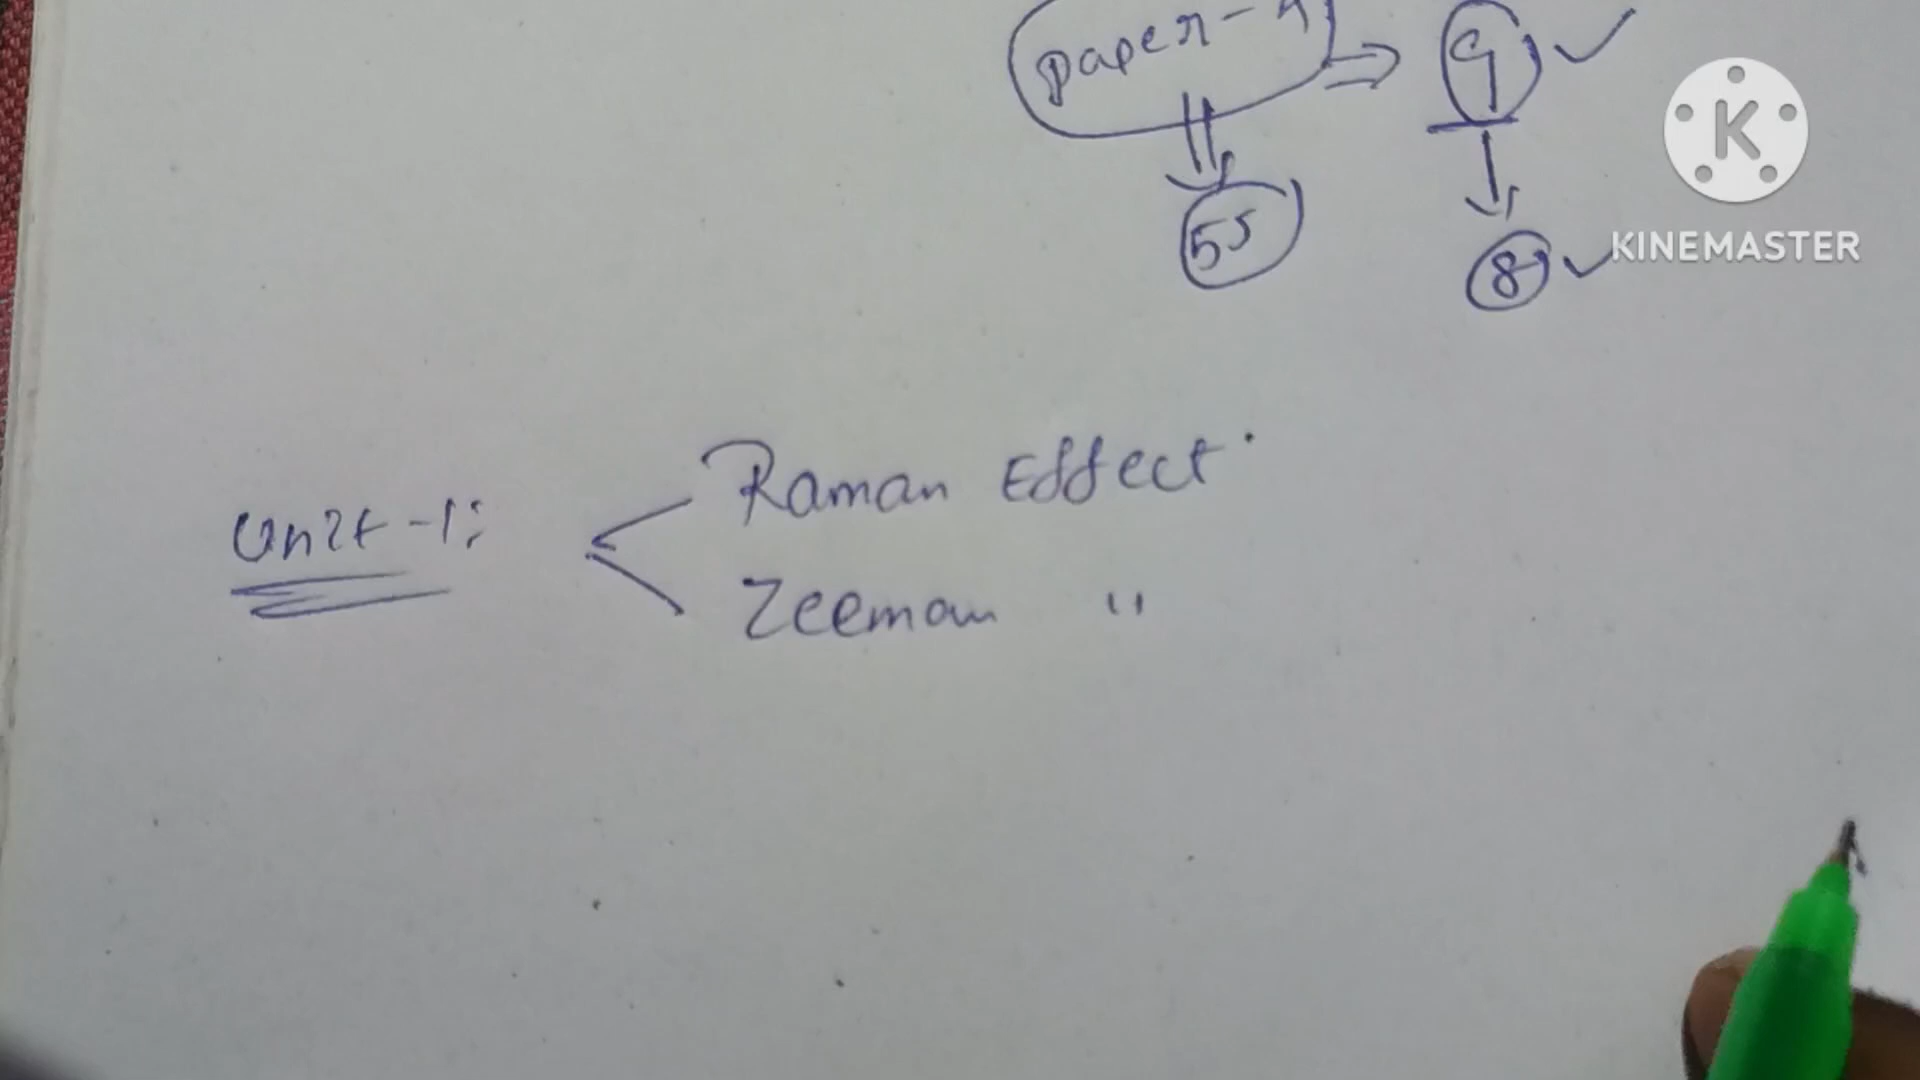 paper-4
9
K
KINEMASTER
55
8
Unit-1:
Raman Effect
Zeeman "